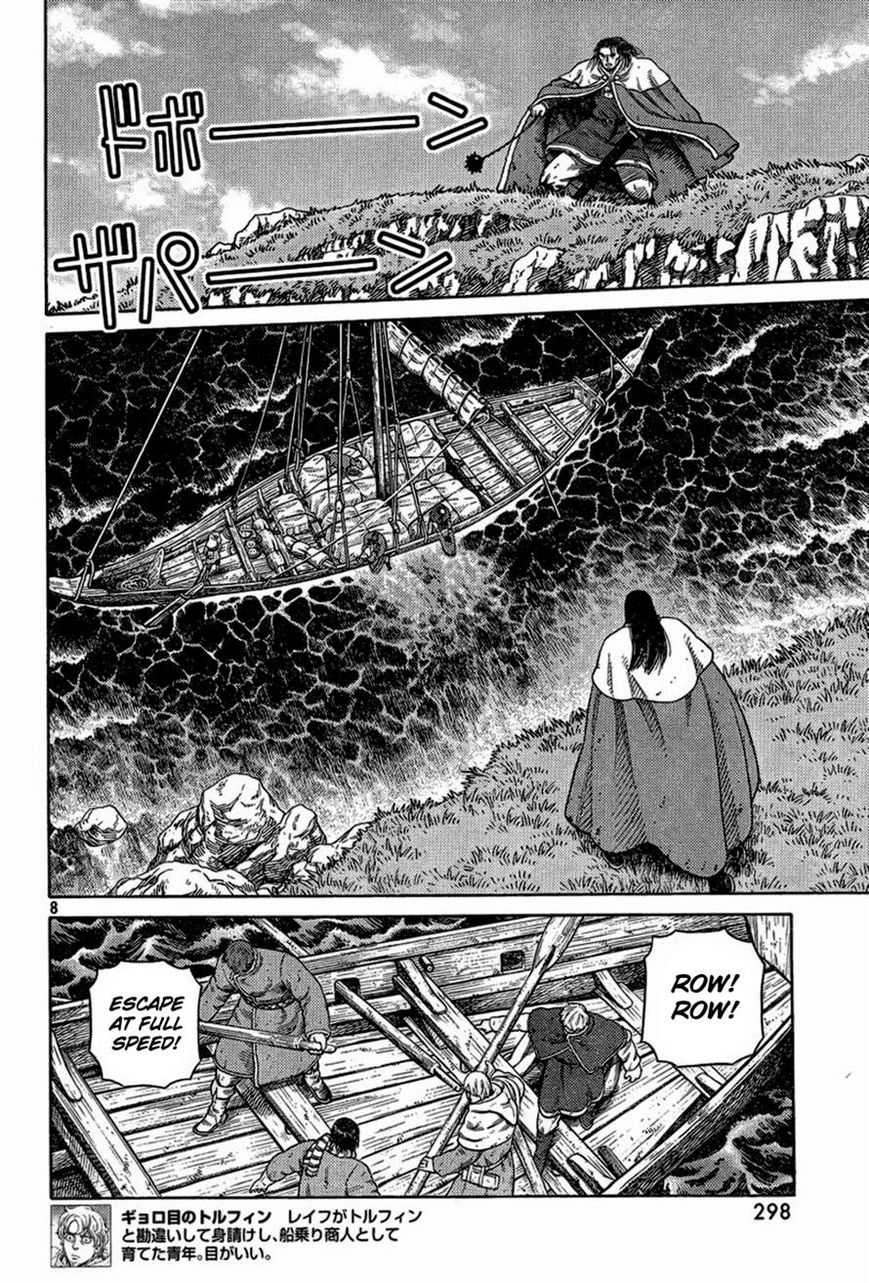 ドボーーン
ザパーーン
8
ROW!
ROW!
ESCAPE
AT FULL
SPEED!
298
ギョロ目のトルフィン　レイフがトルフィン
と勘違いして身請けし、船乗り商人として
育てた青年。目がいい。